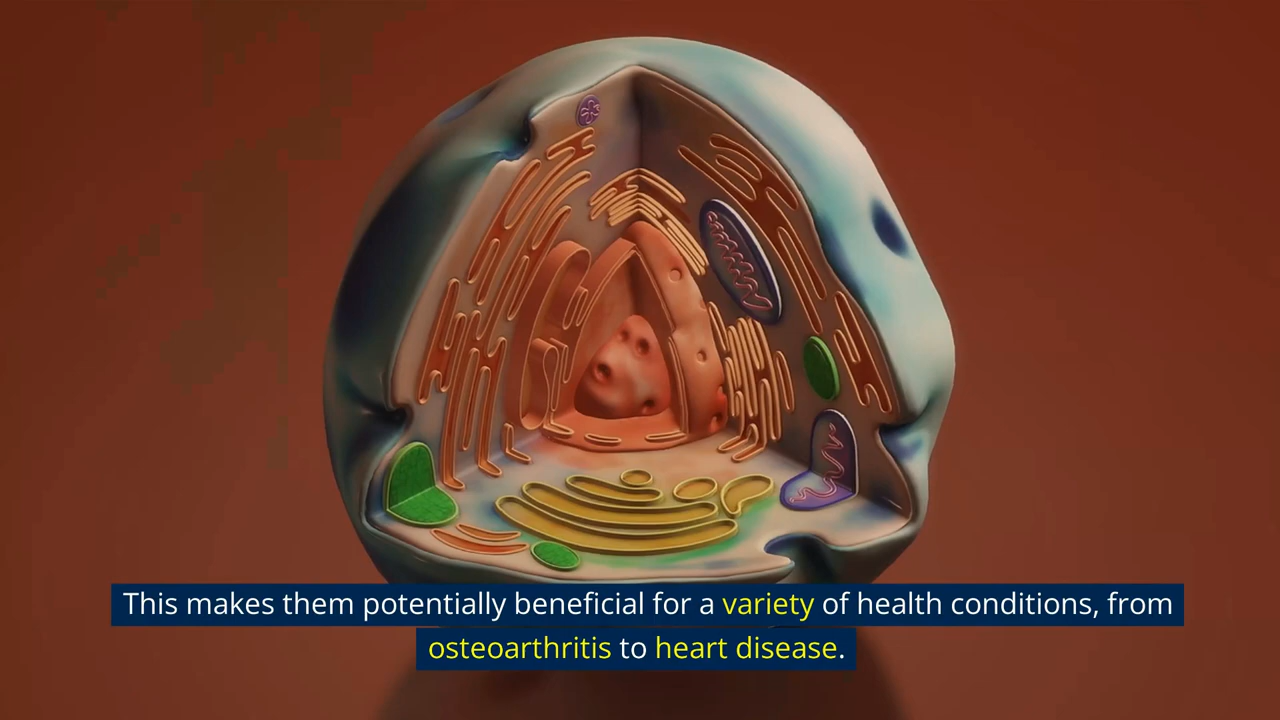 This makes them potentially beneficial for a variety of health conditions, from
osteoarthritis to heart disease.